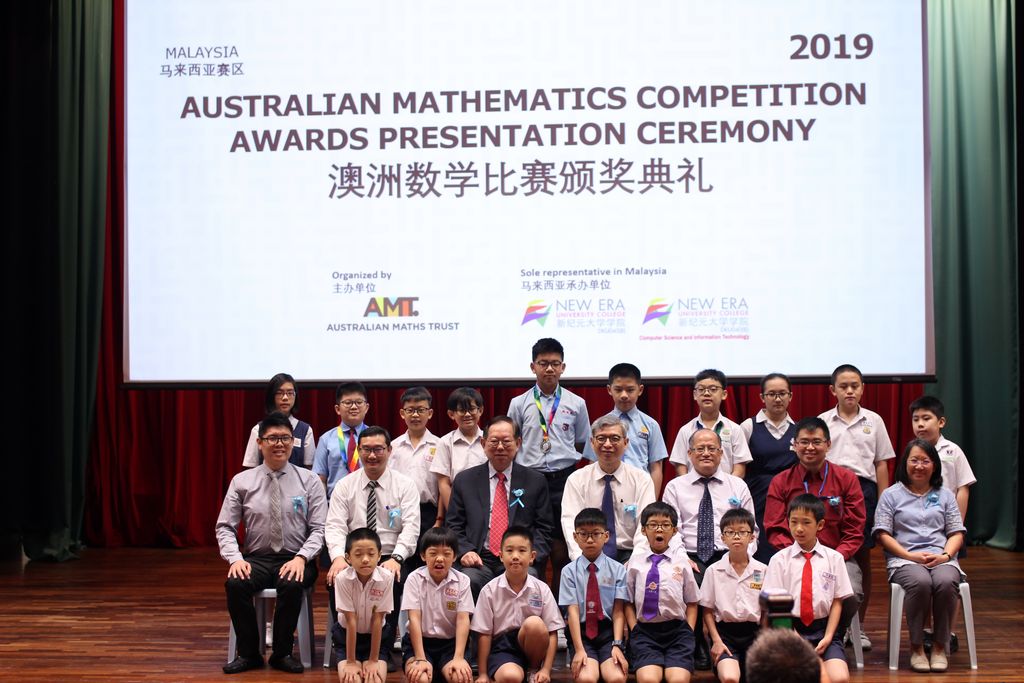 MALAYSIA
马来西亚赛区
2019
AUSTRALIAN MATHEMATICS COMPETITION
AWARDS PRESENTATION CEREMONY
澳洲数学比赛颁奖典礼
Organized by
主办单位
AMT.
AUSTRALIAN MATHS TRUST
Sole representative in Malaysia
马来西亚承办单位
NEW ERA
UNIVERSITY COLLEGE
新纪元大学学院
NEW ERA
UNIVERSITY COLLEGE
新纪元大学学院
Computer Science and Information Technology